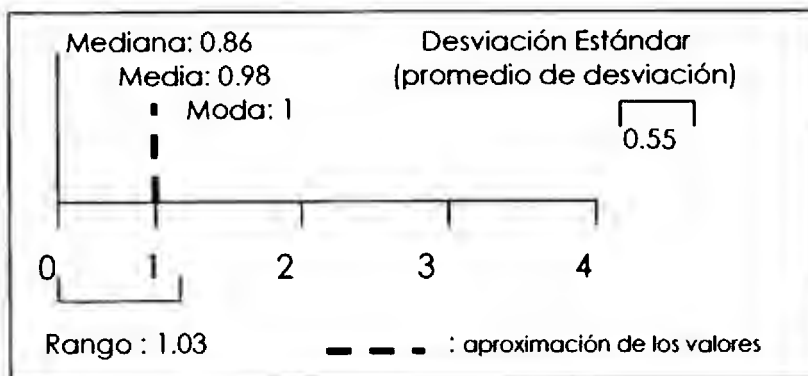 Mediana: 0.86
Media: 0.98
Moda: 1
Desviación Estándar
(promedio de desviación)
0.55
0 1 2 3 4
Rango : 1.03
: aproximación de los valores